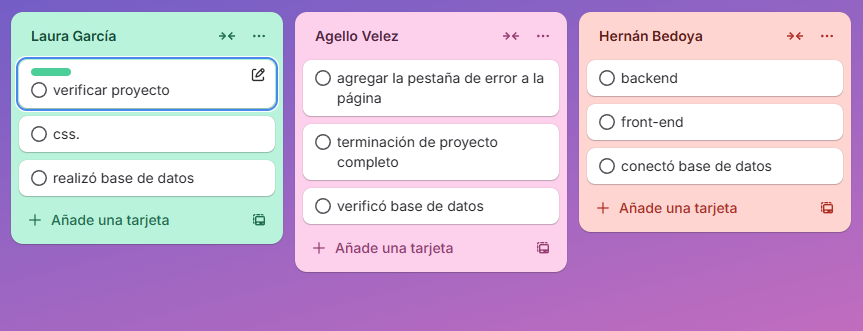 Laura García
verificar proyecto
css.
realizó base de datos
Añade una tarjeta
Agello Velez
agregar la pestaña de error a la
página
terminación de proyecto
completo
verificó base de datos
Añade una tarjeta
Hernán Bedoya
backend
front-end
conectó base de datos
Añade una tarjeta